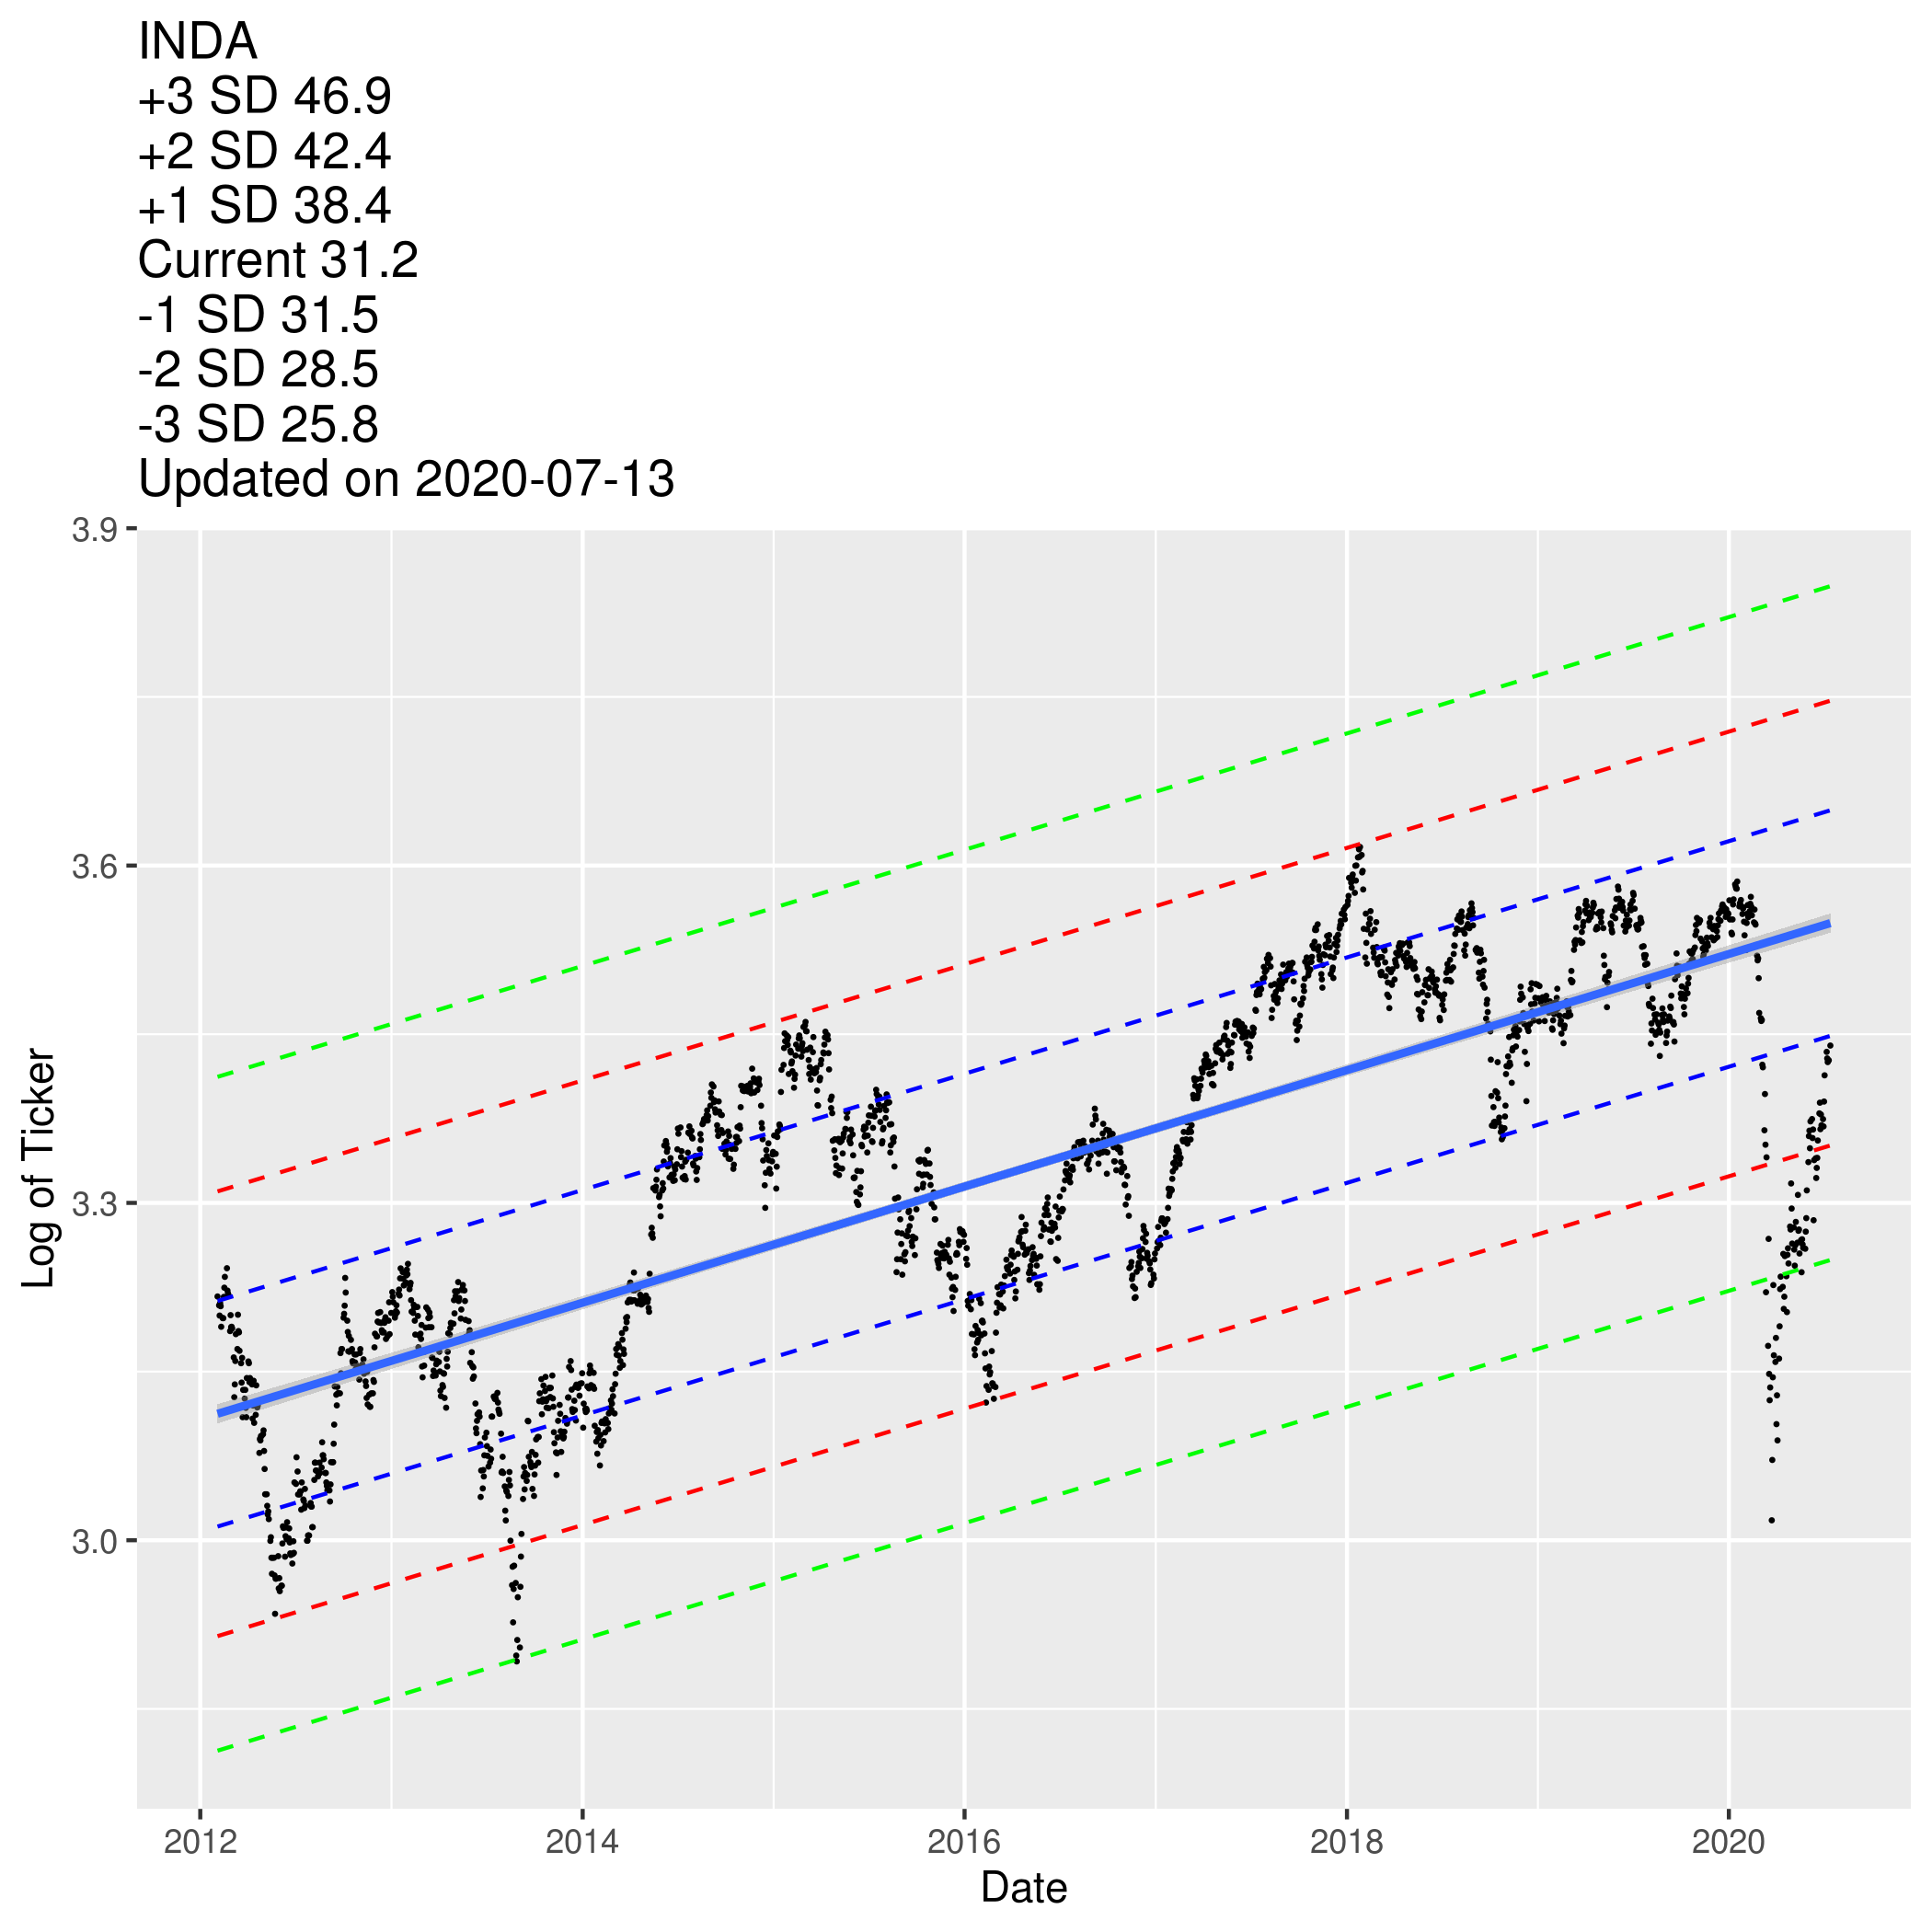 INDA
+3 SD 46.9
+2 SD 42.4
+1 SD 38.4
Current 31.2
-1 SD 31.5
-2 SD 28.5
-3 SD 25.8
Updated on 2020-07-13
3.9
3.6
3.3
3.0
Log of Ticker
2012 2014 2016 2018 2020
Date